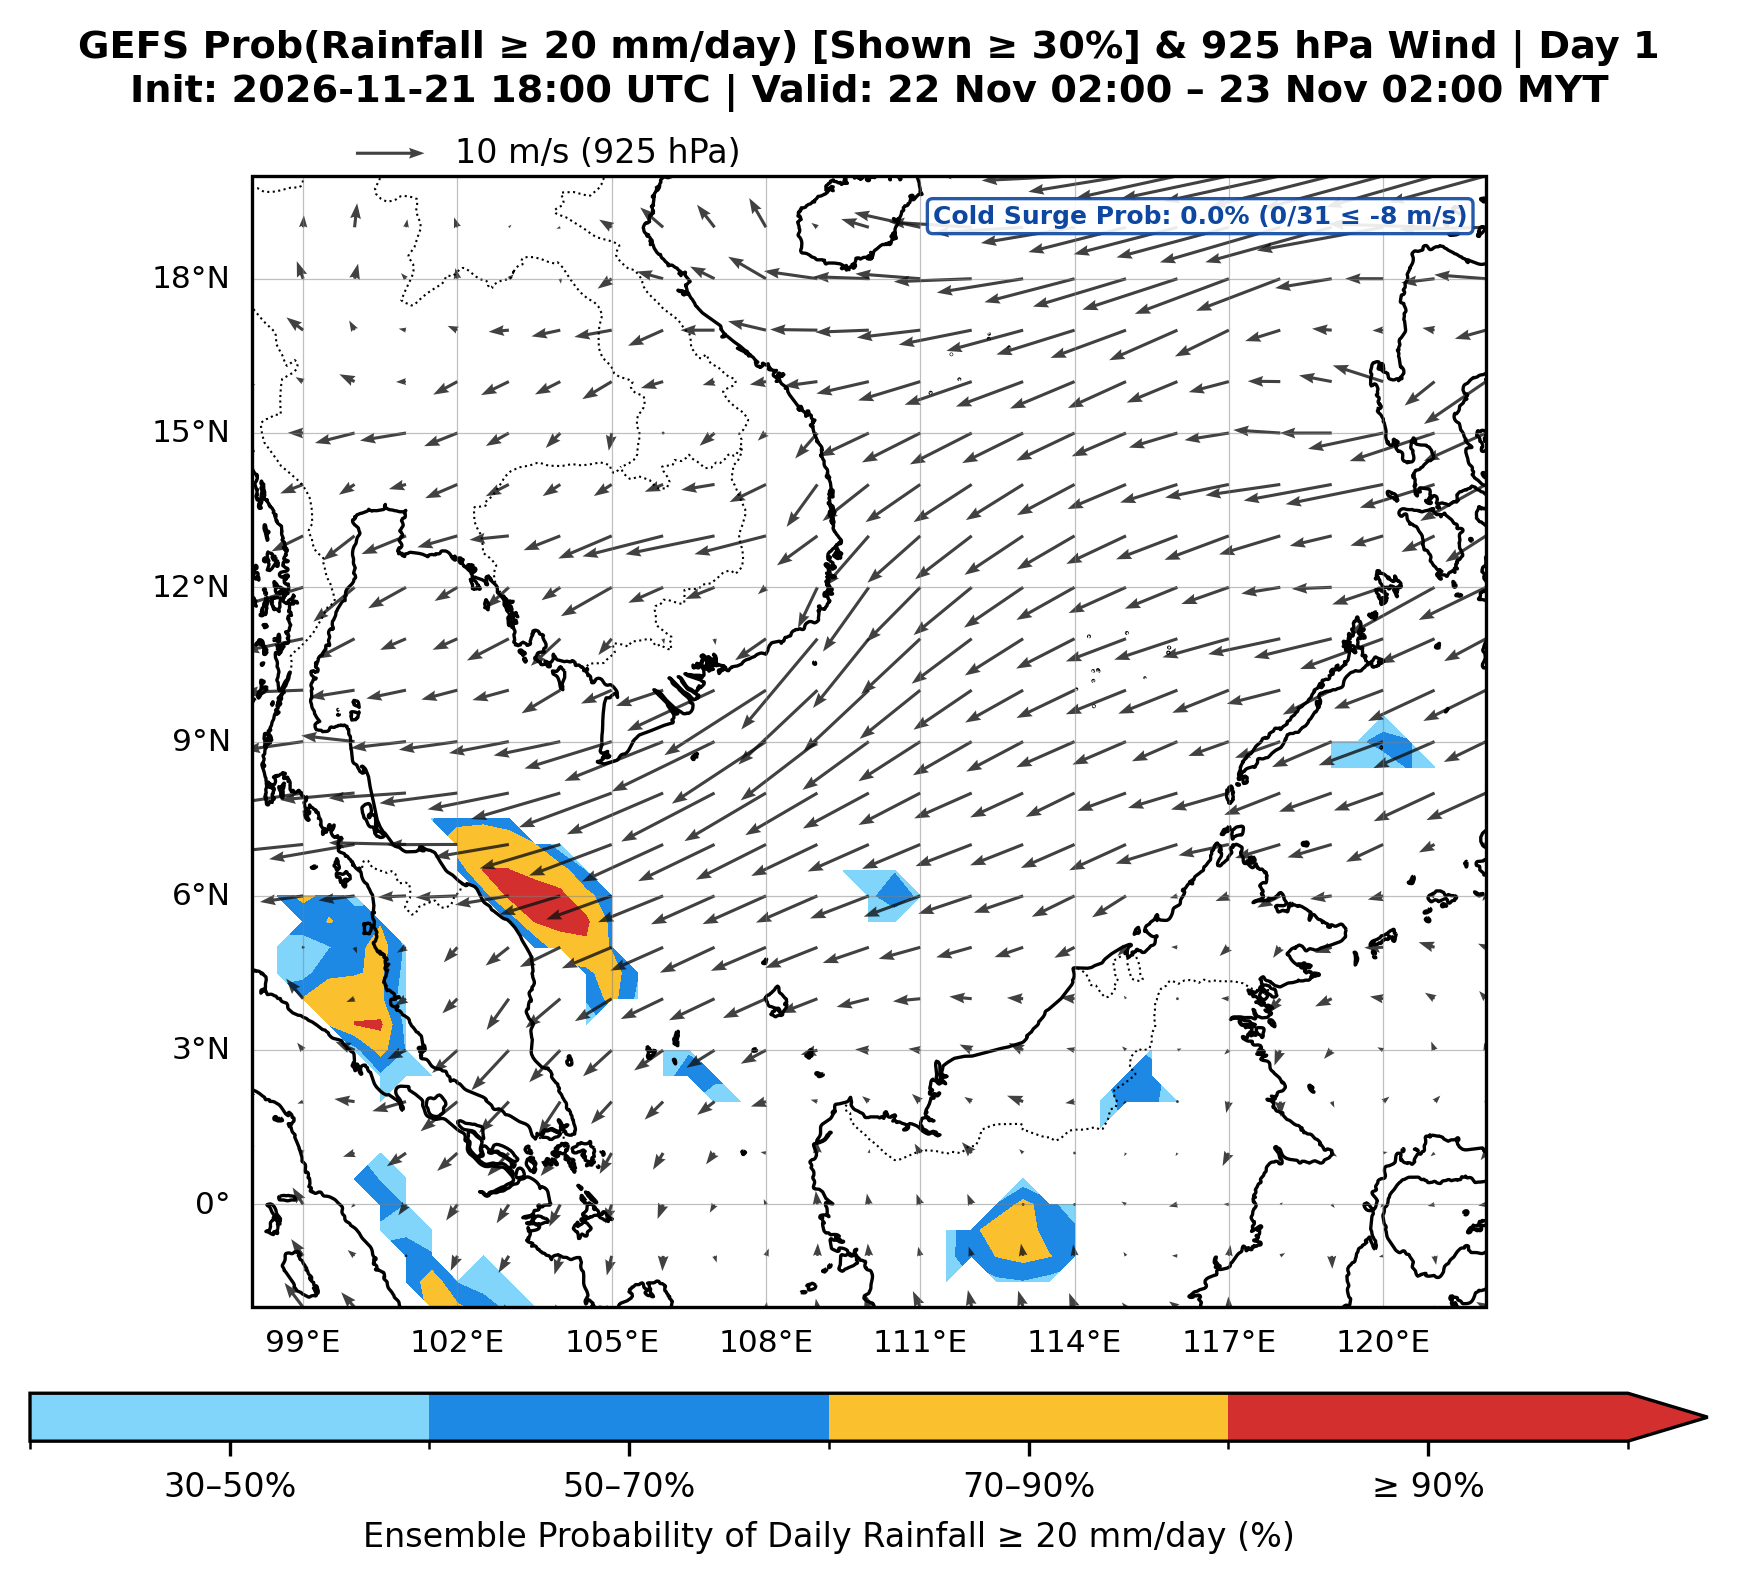 GEFS Prob(Rainfall ≥ 20 mm/day) [Shown ≥ 30%] & 925 hPa Wind | Day 1
Init: 2026-11-21 18:00 UTC | Valid: 22 Nov 02:00 – 23 Nov 02:00 MYT
10 m/s (925 hPa)
Cold Surge Prob: 0.0% (0/31 ≤ -8 m/s)
18°N
15°N
12°N
9°N
6°N
3°N
0°
99°E 102°E 105°E 108°E 111°E 114°E 117°E 120°E
30–50% 50–70% 70–90% ≥ 90%
Ensemble Probability of Daily Rainfall ≥ 20 mm/day (%)